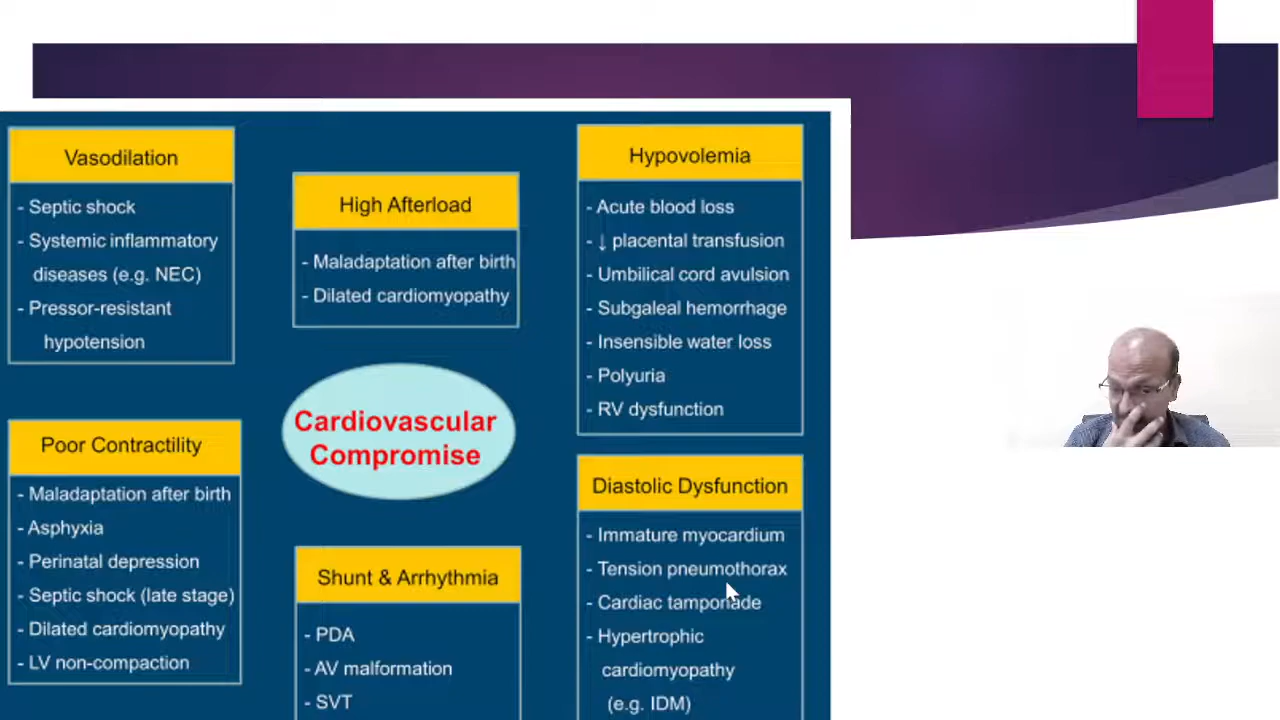 Vasodilation
- Septic shock
- Systemic inflammatory
diseases (e.g. NEC)
- Pressor-resistant
hypotension
High Afterload
- Maladaptation after birth
- Dilated cardiomyopathy
Hypovolemia
- Acute blood loss
- ↓ placental transfusion
- Umbilical cord avulsion
- Subgaleal hemorrhage
- Insensible water loss
- Polyuria
- RV dysfunction
Cardiovascular
Compromise
Poor Contractility
- Maladaptation after birth
- Asphyxia
- Perinatal depression
- Septic shock (late stage)
- Dilated cardiomyopathy
- LV non-compaction
Shunt & Arrhythmia
- PDA
- AV malformation
- SVT
Diastolic Dysfunction
- Immature myocardium
- Tension pneumothorax
- Cardiac tamponade
- Hypertrophic
cardiomyopathy
(e.g. IDM)